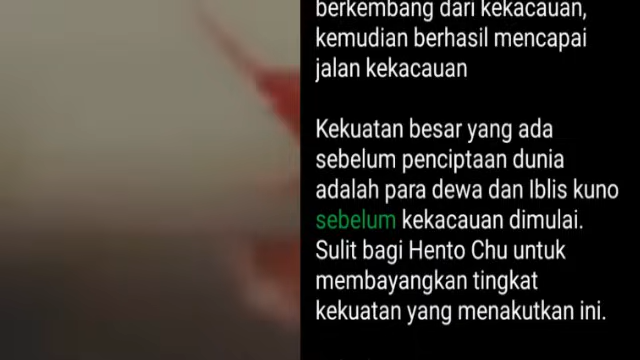 berkembang dari kekacauan,
kemudian berhasil mencapai
jalan kekacauan
Kekuatan besar yang ada
sebelum penciptaan dunia
adalah para dewa dan Iblis kuno
sebelum kekacauan dimulai.
Sulit bagi Hento Chu untuk
membayangkan tingkat
kekuatan yang menakutkan ini.